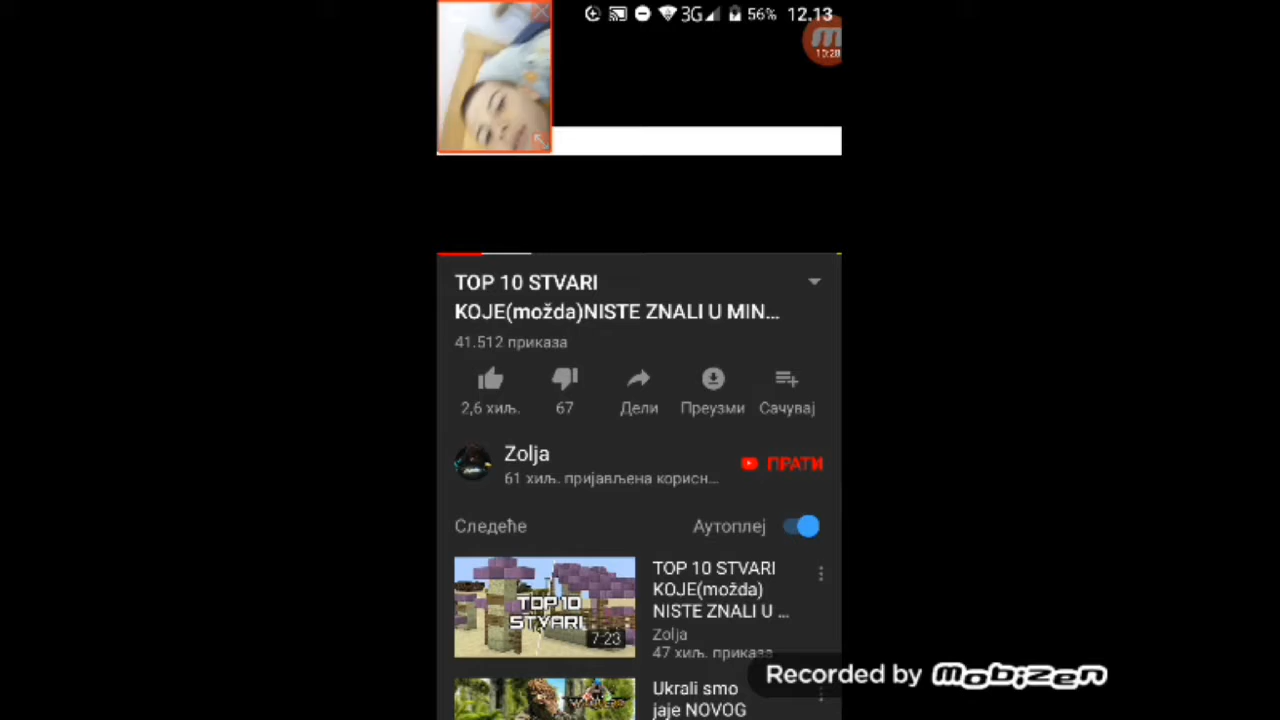 3G 56% 12.13
10:28
TOP 10 STVARI
KOJE(možda)NISTE ZNALI U MIN...
41.512 приказа
2,6 хиљ. 67 Дели Преузми Сачувај
Zolja
61 хиљ. пријављена корисн...
ПРАТИ
Следеће Аутоплеј
TOP 10
STVARI
7:23
TOP 10 STVARI
KOJE(možda)
NISTE ZNALI U ...
Zolja
47 хиљ. приказа
Ukrali smo
jaje NOVOG
Recorded by mobizen